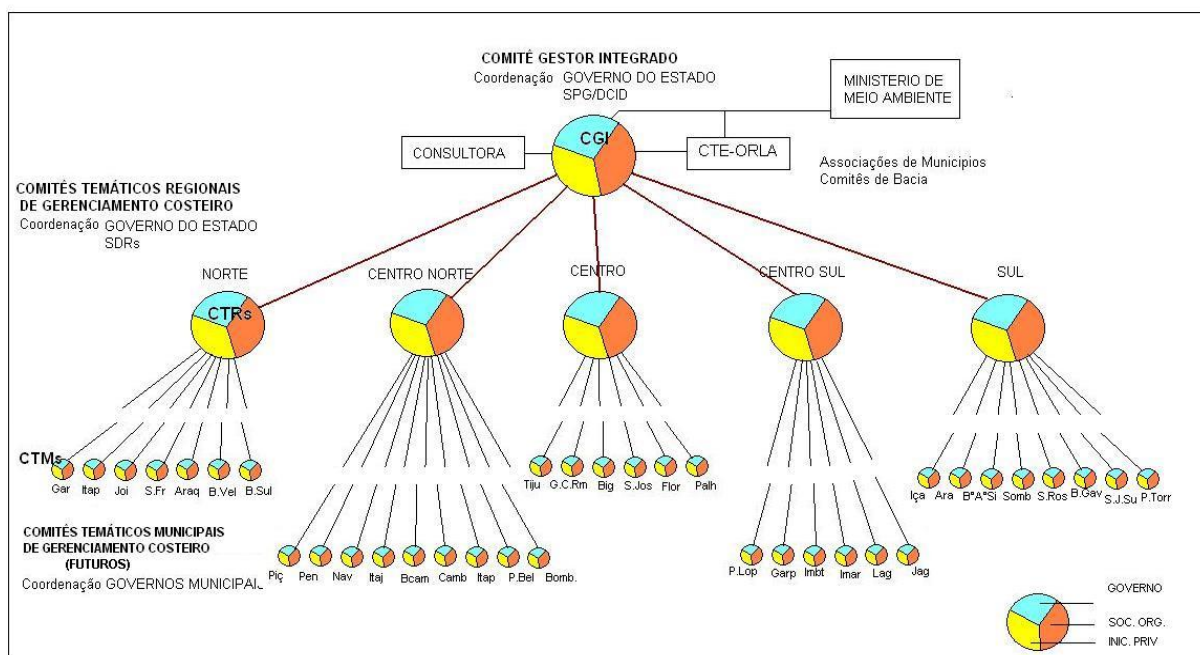 COMITÊ GESTOR INTEGRADO
Coordenação GOVERNO DO ESTADO
SPG/DCID
MINISTERIO DE
MEIO AMBIENTE
CGI
CONSULTORA
CTE-ORLA
Associações de Municipios
Comitês de Bacia
COMITÊS TEMÁTICOS REGIONAIS
DE GERENCIAMENTO COSTEIRO
Coordenação GOVERNO DO ESTADO
SDRs
NORTE
CENTRO NORTE
CENTRO
CENTRO SUL
SUL
CTRs
CTMs
Gar Itap Joi S.Fr Araq B.Vel B.Sul
Tiju G.C.Rm Big S.Jos Flor Palh
Iça Ara BªAªSi Somb S.Ros B.Gav S.J.Su P.Torr
COMITÊS TEMÁTICOS MUNICIPAIS
DE GERENCIAMENTO COSTEIRO
(FUTUROS)
Coordenação GOVERNOS MUNICIPAIS
Piç Pen Nav Itaj Bcam Camb Itap P.Bel Bomb.
P.Lop Garp Imbt Imar Lag Jag
GOVERNO
SOC. ORG.
INIC. PRIV